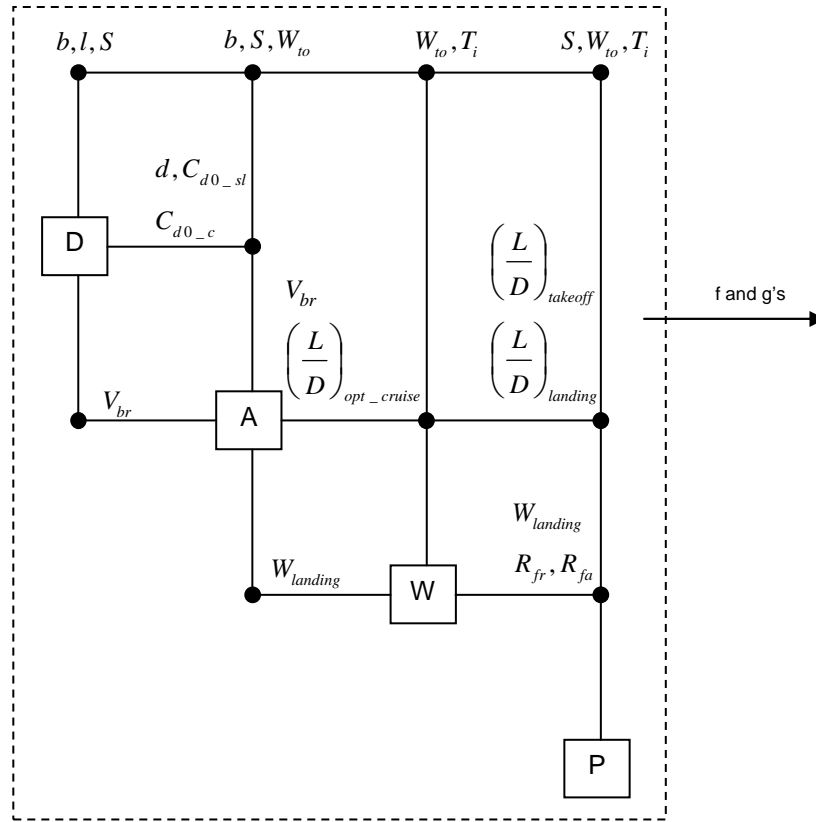 b, l, S
b, S, W_to
W_to, T_i
S, W_to, T_i
d, C_d0_sl
C_d0_c
D
V_br
(L/D)_opt_cruise
(L/D)_takeoff
(L/D)_landing
f and g's
V_br
A
W_landing
W_landing
R_fr, R_fa
W
P